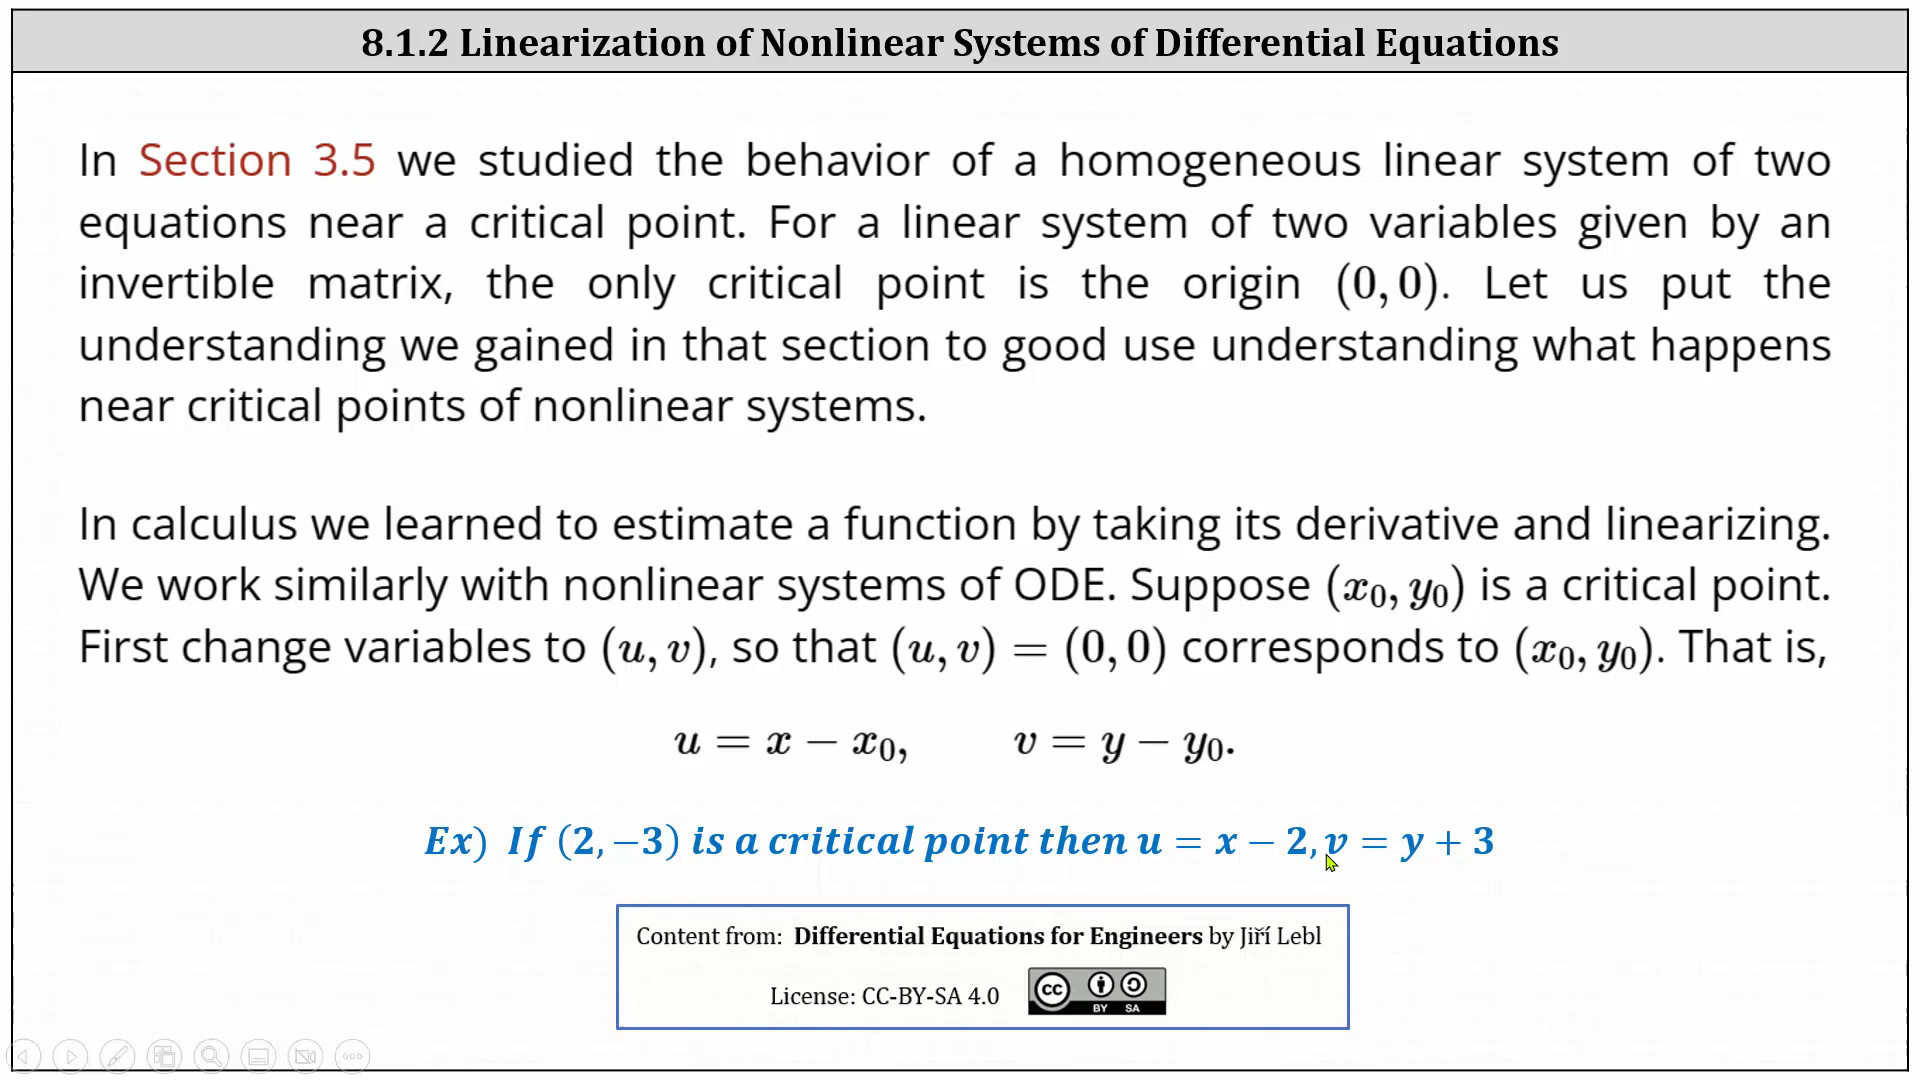 8.1.2 Linearization of Nonlinear Systems of Differential Equations
In Section 3.5 we studied the behavior of a homogeneous linear system of two
equations near a critical point. For a linear system of two variables given by an
invertible matrix, the only critical point is the origin (0, 0). Let us put the
understanding we gained in that section to good use understanding what happens
near critical points of nonlinear systems.
In calculus we learned to estimate a function by taking its derivative and linearizing.
We work similarly with nonlinear systems of ODE. Suppose (x₀, y₀) is a critical point.
First change variables to (u, v), so that (u, v) = (0, 0) corresponds to (x₀, y₀). That is,
u = x − x₀, v = y − y₀.
Ex) If (2, −3) is a critical point then u = x − 2, v = y + 3
Content from: Differential Equations for Engineers by Jiří Lebl
License: CC-BY-SA 4.0
cc BY SA